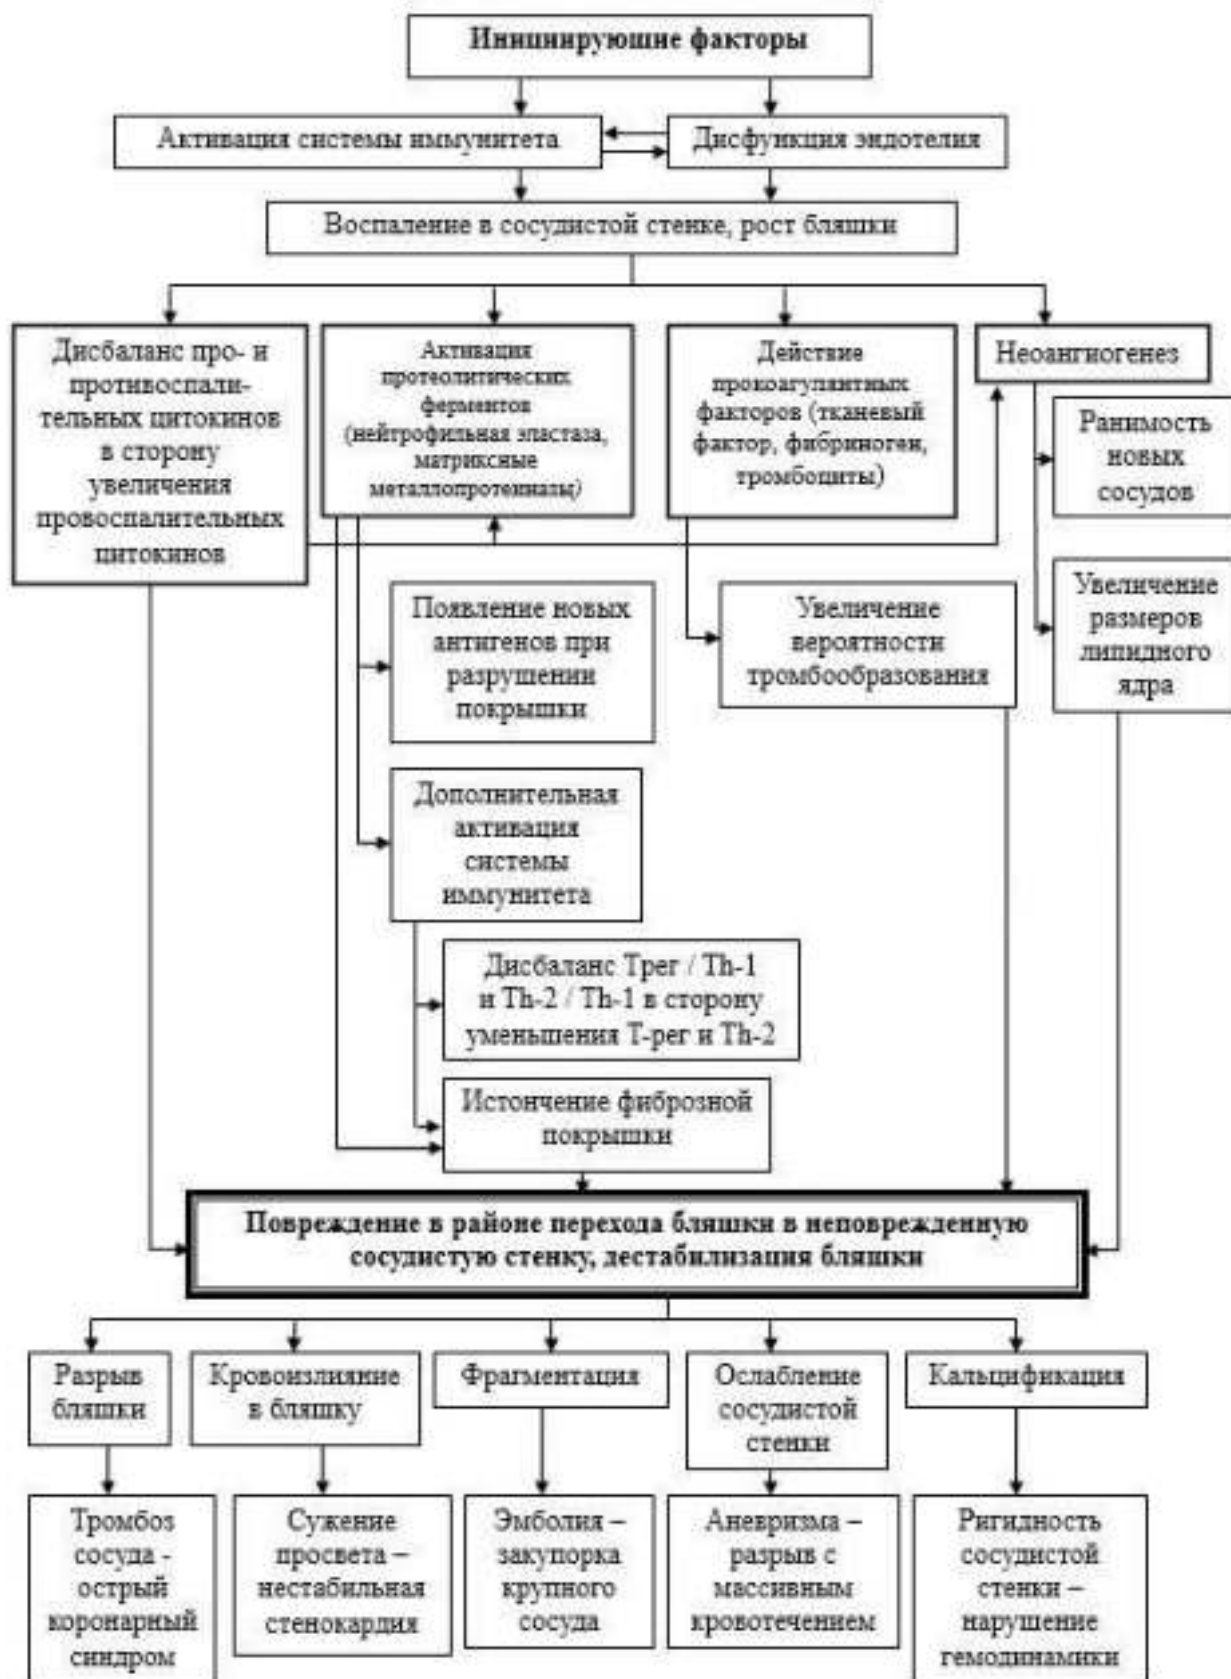 Инициирующие факторы
Активация системы иммунитета
Дисфункция эндотелия
Воспаление в сосудистой стенке, рост бляшки
Дисбаланс про- и
противоспали-
тельных цитокинов
в сторону
увеличения
провоспалительных
цитокинов
Активация
протеолитических
ферментов
(нейтрофильная эластаза,
матриксные
металлопротеиназы)
Действие
прокоагулянтных
факторов (тканевый
фактор, фибриноген,
тромбоциты)
Неоангиогенез
Ранимость
новых
сосудов
Увеличение
размеров
липидного
ядра
Появление новых
антигенов при
разрушении
покрышки
Увеличение
вероятности
тромбообразования
Дополнительная
активация
системы
иммунитета
Дисбаланс Трег / Th-1
и Th-2 / Th-1 в сторону
уменьшения Т-рег и Th-2
Истончение фиброзной
покрышки
Повреждение в районе перехода бляшки в неповрежденную
сосудистую стенку, дестабилизация бляшки
Разрыв
бляшки
Кровоизлияние
в бляшку
Фрагментация
Ослабление
сосудистой
стенки
Кальцификация
Тромбоз
сосуда -
острый
коронарный
синдром
Сужение
просвета –
нестабильная
стенокардия
Эмболия –
закупорка
крупного
сосуда
Аневризма –
разрыв с
массивным
кровотечением
Ригидность
сосудистой
стенки –
нарушение
гемодинамики